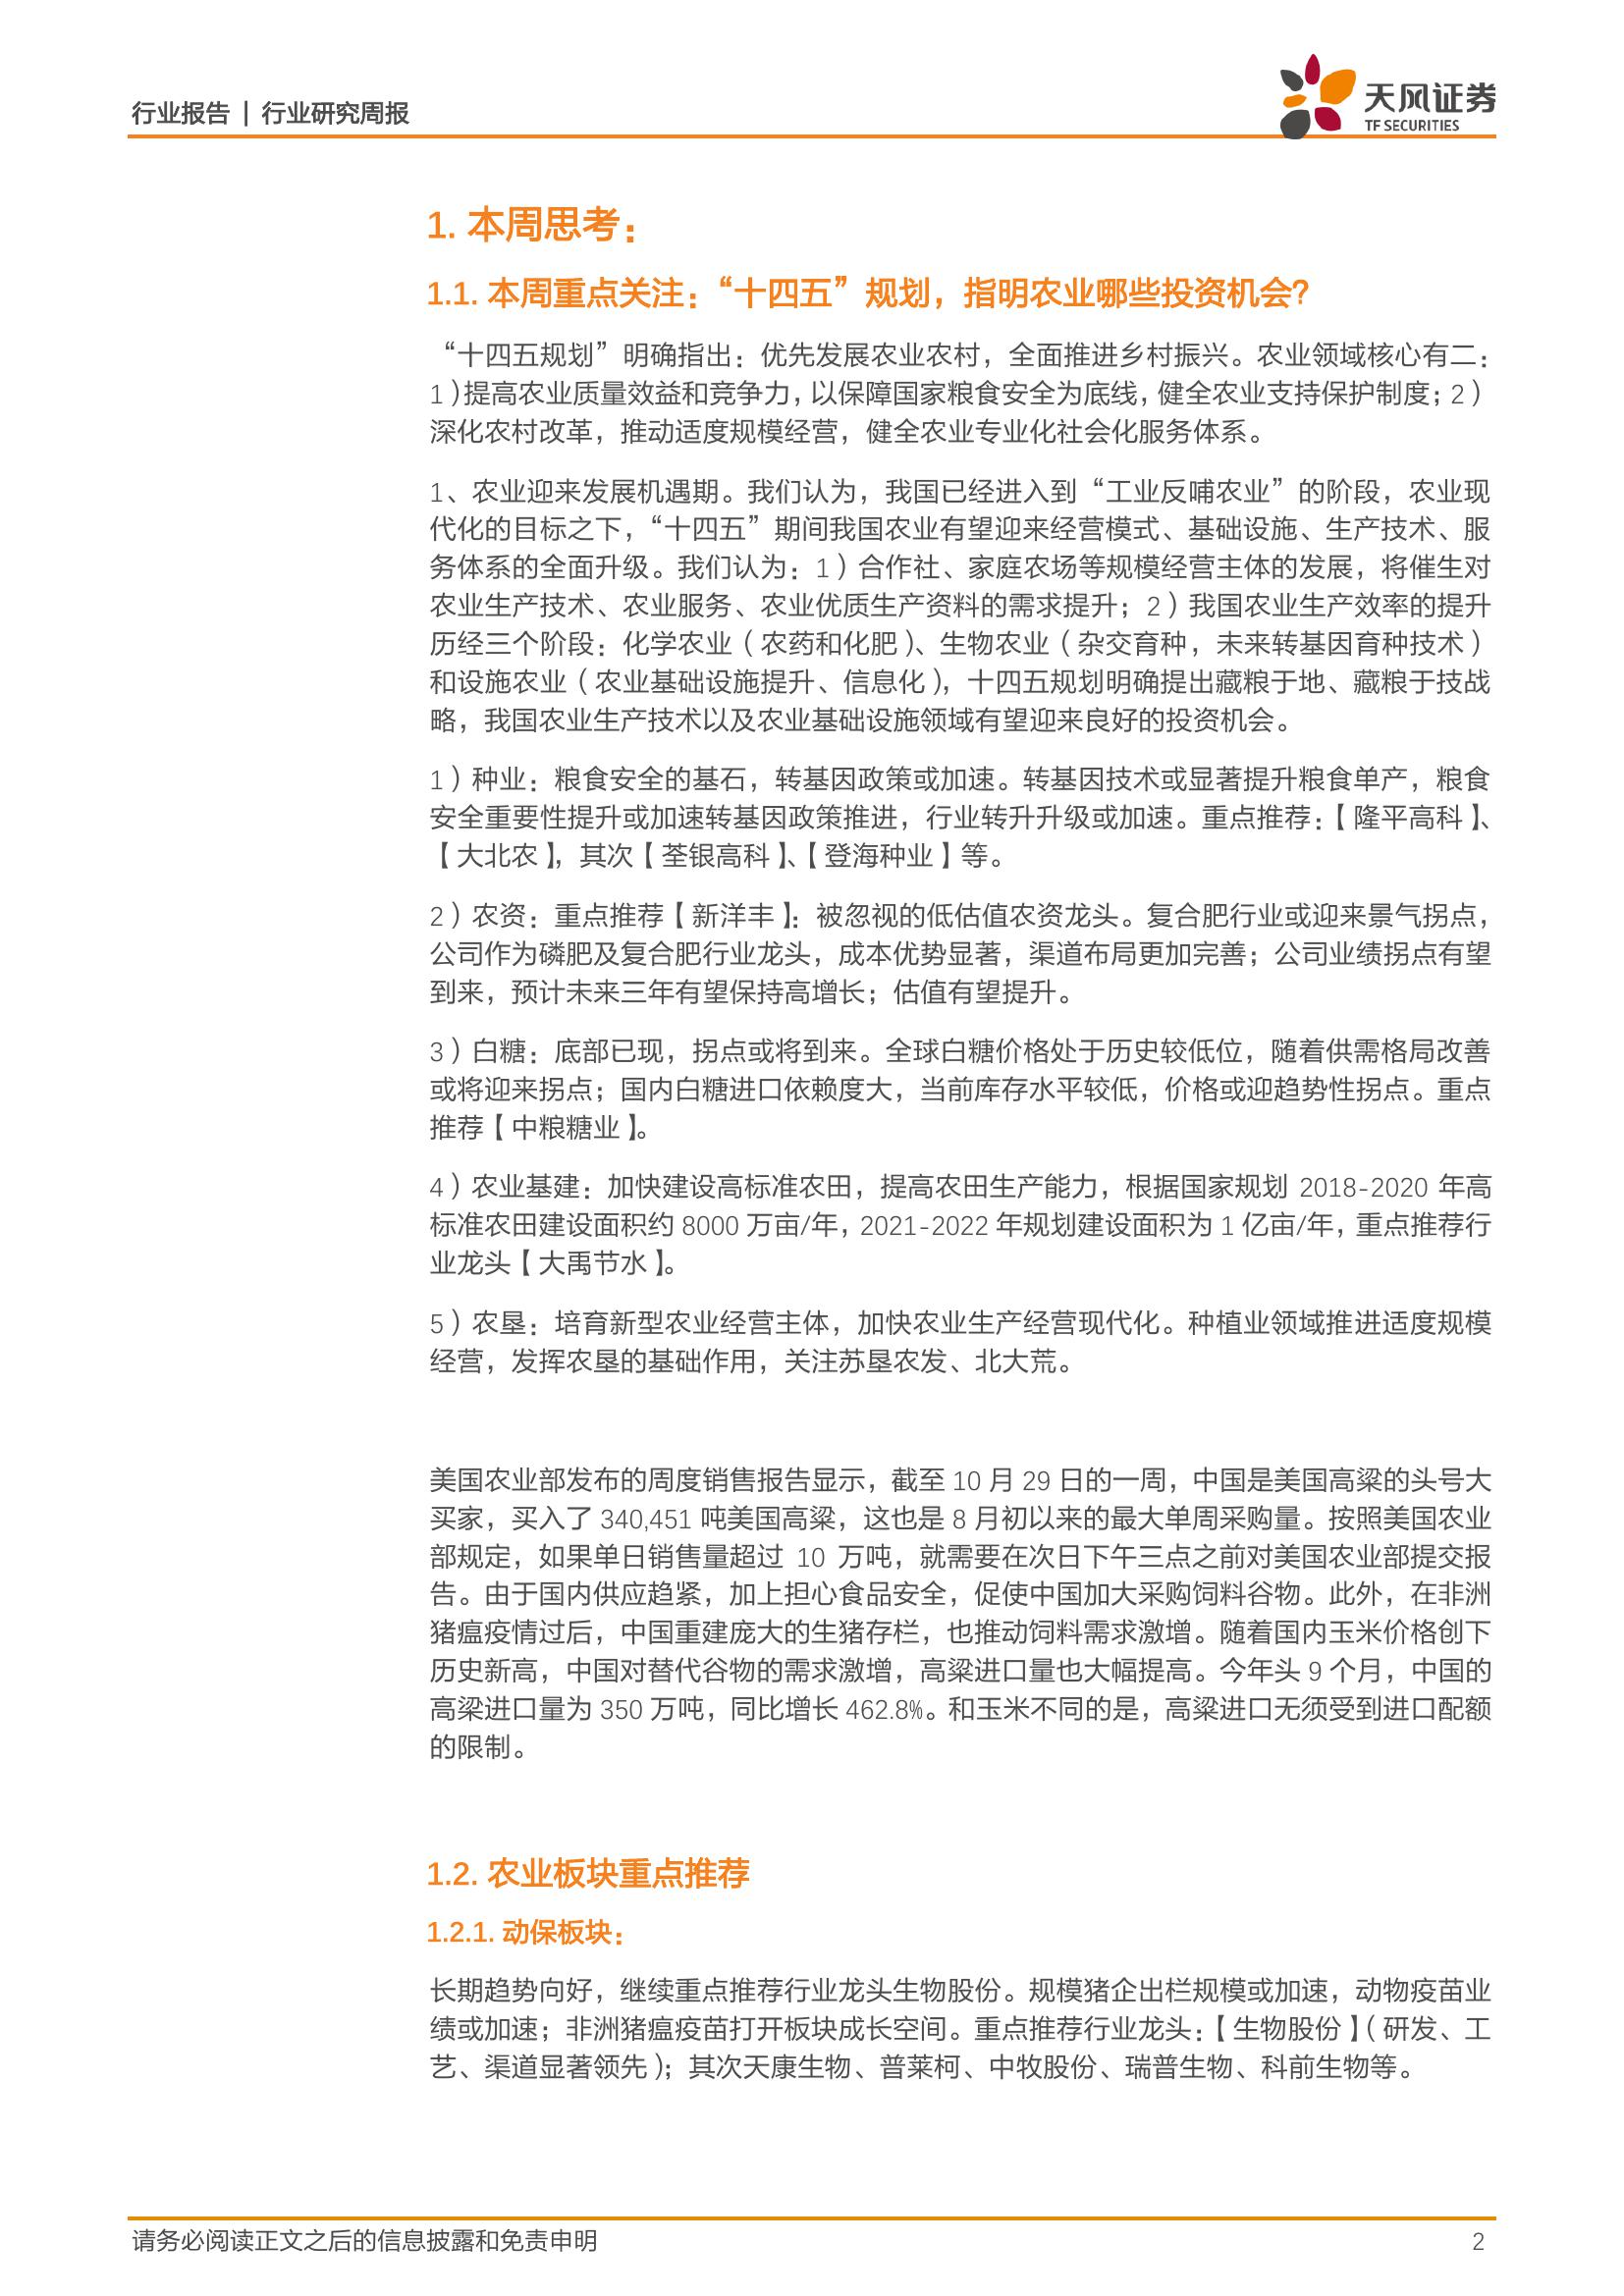 行业报告 | 行业研究周报
天风证券
TF SECURITIES
1. 本周思考：
1.1. 本周重点关注：“十四五”规划，指明农业哪些投资机会？
“十四五规划”明确指出：优先发展农业农村，全面推进乡村振兴。农业领域核心有二：
1）提高农业质量效益和竞争力，以保障国家粮食安全为底线，健全农业支持保护制度；2）
深化农村改革，推动适度规模经营，健全农业专业化社会化服务体系。
1、农业迎来发展机遇期。我们认为，我国已经进入到“工业反哺农业”的阶段，农业现
代化的目标之下，“十四五”期间我国农业有望迎来经营模式、基础设施、生产技术、服
务体系的全面升级。我们认为：1）合作社、家庭农场等规模经营主体的发展，将催生对
农业生产技术、农业服务、农业优质生产资料的需求提升；2）我国农业生产效率的提升
历经三个阶段：化学农业（农药和化肥）、生物农业（杂交育种，未来转基因育种技术）
和设施农业（农业基础设施提升、信息化），十四五规划明确提出藏粮于地、藏粮于技战
略，我国农业生产技术以及农业基础设施领域有望迎来良好的投资机会。
1）种业：粮食安全的基石，转基因政策或加速。转基因技术或显著提升粮食单产，粮食
安全重要性提升或加速转基因政策推进，行业转升升级或加速。重点推荐：【隆平高科】、
【大北农】，其次【荃银高科】、【登海种业】等。
2）农资：重点推荐【新洋丰】：被忽视的低估值农资龙头。复合肥行业或迎来景气拐点，
公司作为磷肥及复合肥行业龙头，成本优势显著，渠道布局更加完善；公司业绩拐点有望
到来，预计未来三年有望保持高增长；估值有望提升。
3）白糖：底部已现，拐点或将到来。全球白糖价格处于历史较低位，随着供需格局改善
或将迎来拐点；国内白糖进口依赖度大，当前库存水平较低，价格或迎趋势性拐点。重点
推荐【中粮糖业】。
4）农业基建：加快建设高标准农田，提高农田生产能力，根据国家规划 2018-2020 年高
标准农田建设面积约 8000 万亩/年，2021-2022 年规划建设面积为 1 亿亩/年，重点推荐行
业龙头【大禹节水】。
5）农垦：培育新型农业经营主体，加快农业生产经营现代化。种植业领域推进适度规模
经营，发挥农垦的基础作用，关注苏垦农发、北大荒。
美国农业部发布的周度销售报告显示，截至 10 月 29 日的一周，中国是美国高粱的头号大
买家，买入了 340,451 吨美国高粱，这也是 8 月初以来的最大单周采购量。按照美国农业
部规定，如果单日销售量超过 10 万吨，就需要在次日下午三点之前对美国农业部提交报
告。由于国内供应趋紧，加上担心食品安全，促使中国加大采购饲料谷物。此外，在非洲
猪瘟疫情过后，中国重建庞大的生猪存栏，也推动饲料需求激增。随着国内玉米价格创下
历史新高，中国对替代谷物的需求激增，高粱进口量也大幅提高。今年头 9 个月，中国的
高粱进口量为 350 万吨，同比增长 462.8%。和玉米不同的是，高粱进口无须受到进口配额
的限制。
1.2. 农业板块重点推荐
1.2.1. 动保板块：
长期趋势向好，继续重点推荐行业龙头生物股份。规模猪企出栏规模或加速，动物疫苗业
绩或加速；非洲猪瘟疫苗打开板块成长空间。重点推荐行业龙头：【生物股份】（研发、工
艺、渠道显著领先）；其次天康生物、普莱柯、中牧股份、瑞普生物、科前生物等。
请务必阅读正文之后的信息披露和免责申明
2